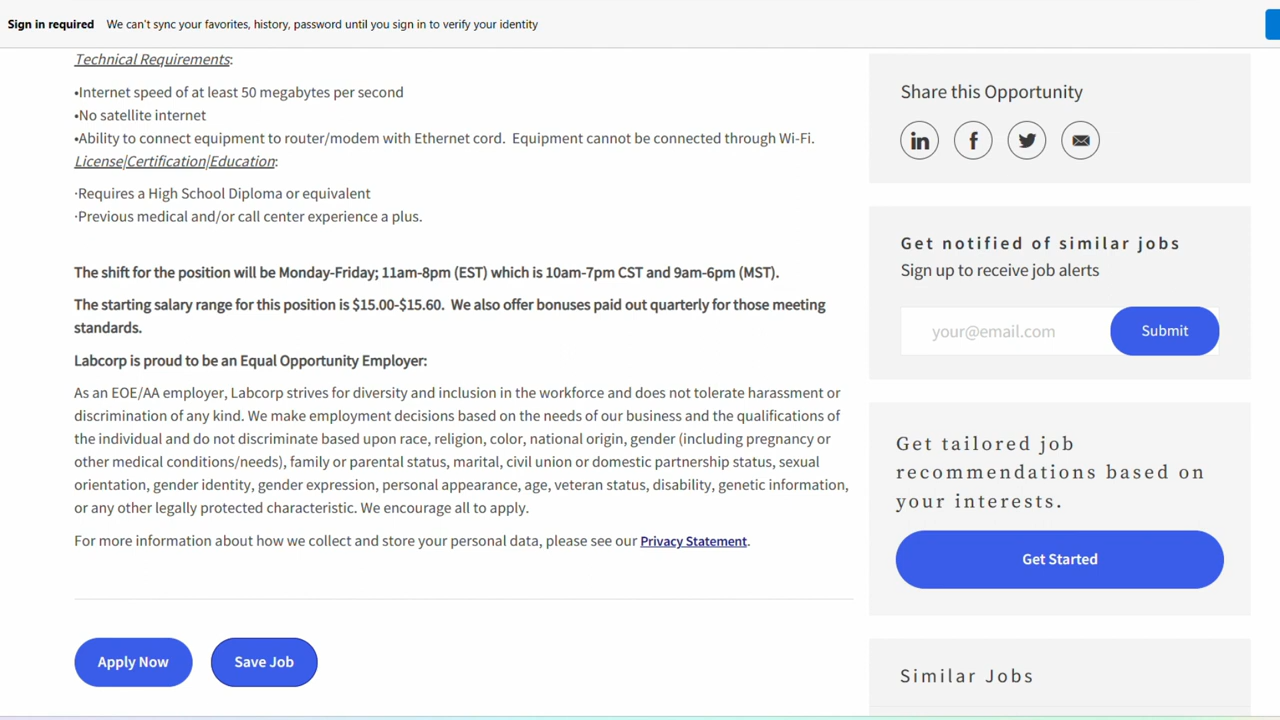 Sign in required We can't sync your favorites, history, password until you sign in to verify your identity
Technical Requirements:
•Internet speed of at least 50 megabytes per second
•No satellite internet
•Ability to connect equipment to router/modem with Ethernet cord.  Equipment cannot be connected through Wi-Fi.
License|Certification|Education:
·Requires a High School Diploma or equivalent
·Previous medical and/or call center experience a plus.
The shift for the position will be Monday-Friday; 11am-8pm (EST) which is 10am-7pm CST and 9am-6pm (MST).
The starting salary range for this position is $15.00-$15.60.  We also offer bonuses paid out quarterly for those meeting
standards.
Labcorp is proud to be an Equal Opportunity Employer:
As an EOE/AA employer, Labcorp strives for diversity and inclusion in the workforce and does not tolerate harassment or
discrimination of any kind. We make employment decisions based on the needs of our business and the qualifications of
the individual and do not discriminate based upon race, religion, color, national origin, gender (including pregnancy or
other medical conditions/needs), family or parental status, marital, civil union or domestic partnership status, sexual
orientation, gender identity, gender expression, personal appearance, age, veteran status, disability, genetic information,
or any other legally protected characteristic. We encourage all to apply.
For more information about how we collect and store your personal data, please see our Privacy Statement.
Apply Now
Save Job
Share this Opportunity
Get notified of similar jobs
Sign up to receive job alerts
your@email.com
Submit
Get tailored job
recommendations based on
your interests.
Get Started
Similar Jobs